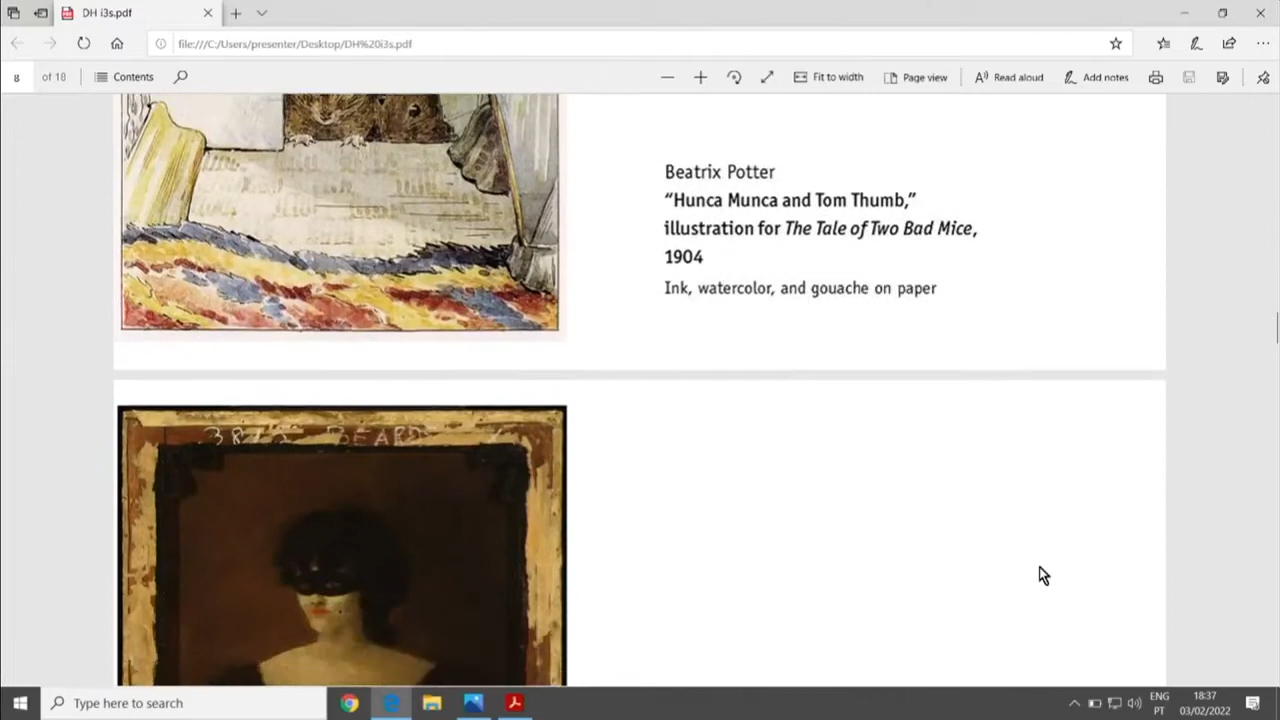 DH i3s.pdf
file:///C:/Users/presenter/Desktop/DH%20i3s.pdf
8 of 18 Contents Fit to width Page view Read aloud Add notes
Beatrix Potter
“Hunca Munca and Tom Thumb,”
illustration for The Tale of Two Bad Mice,
1904
Ink, watercolor, and gouache on paper
BEARD
Type here to search
ENG
PT
18:37
03/02/2022